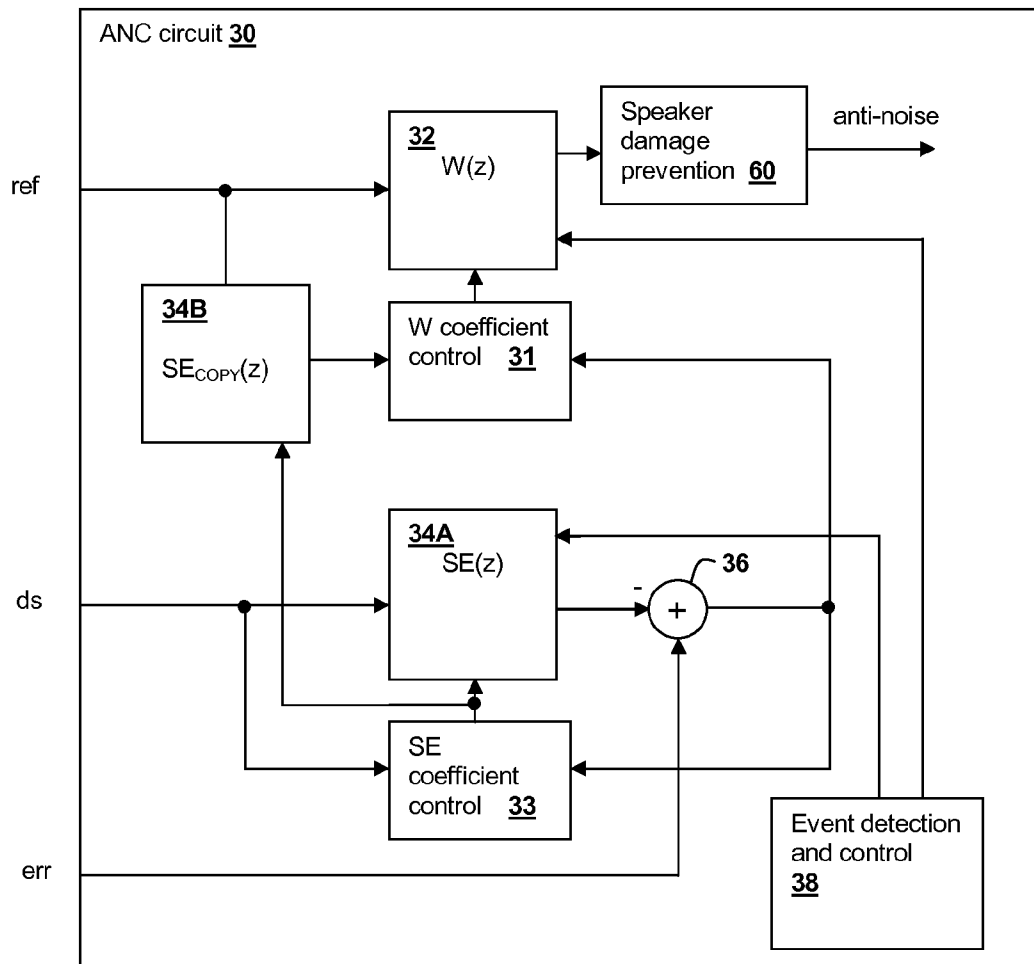 ANC circuit 30
32
W(z)
Speaker
damage
prevention 60
anti-noise
ref
34B
SE_COPY(z)
W coefficient
control 31
34A
SE(z)
36
-
+
ds
SE
coefficient
control 33
Event detection
and control
38
err